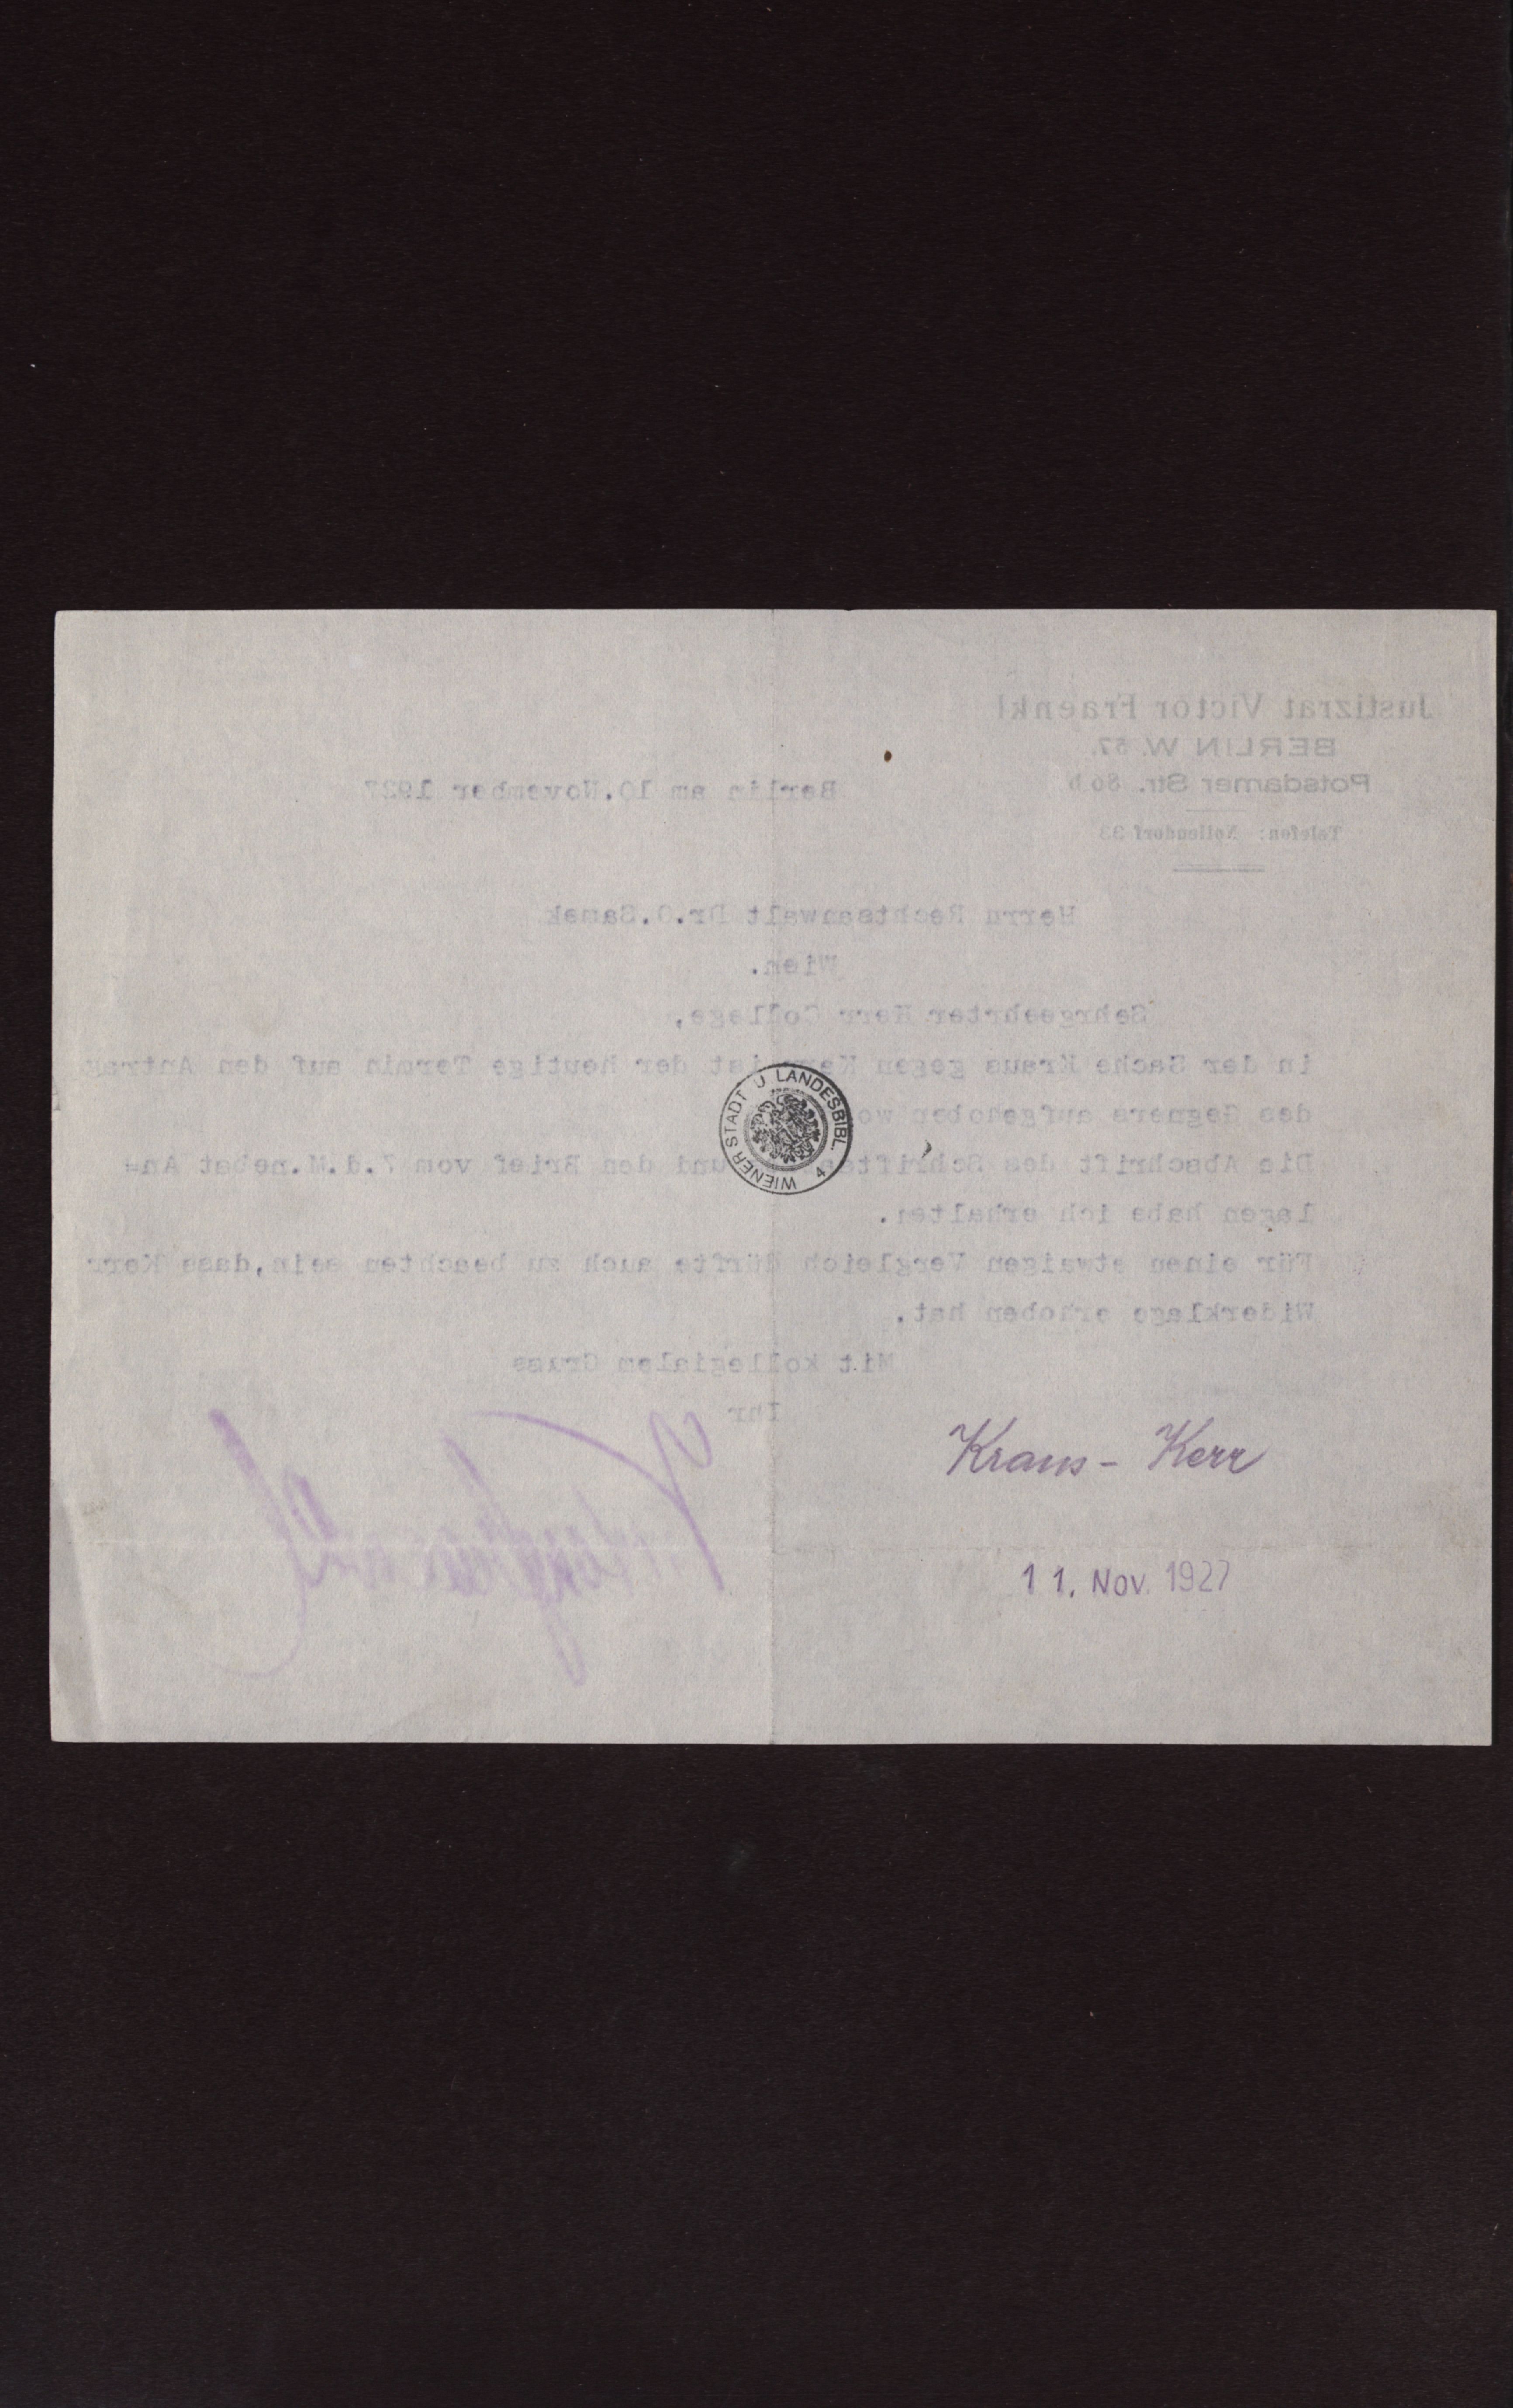 Justizrat Victor Fraenkl
BERLIN W. 57.
Potsdamer Str. 86 b
Telefon: Nollendorf 33
Berlin am 10.November 1927
Herrn Rechtsanwalt Dr.O.Samek
Wien.
Sehrgeehrter Herr College,
in der Sache Kraus gegen Kerr ist der heutige Termin auf den Antrag
des Gegners aufgehoben
Die Abschrift des und den Brief vom 7.d.M.nebst An=
lagen habe ich erhalten.
Für einen etwaigen Vergleich dürfte auch zu beachten sein,dass Kerr
Widerklage erhoben hat.
Mit kollegialem Gruss
Ihr
WIENER STADT U LANDESBIBL. 4
Kraus - Kerr
11. Nov. 1927